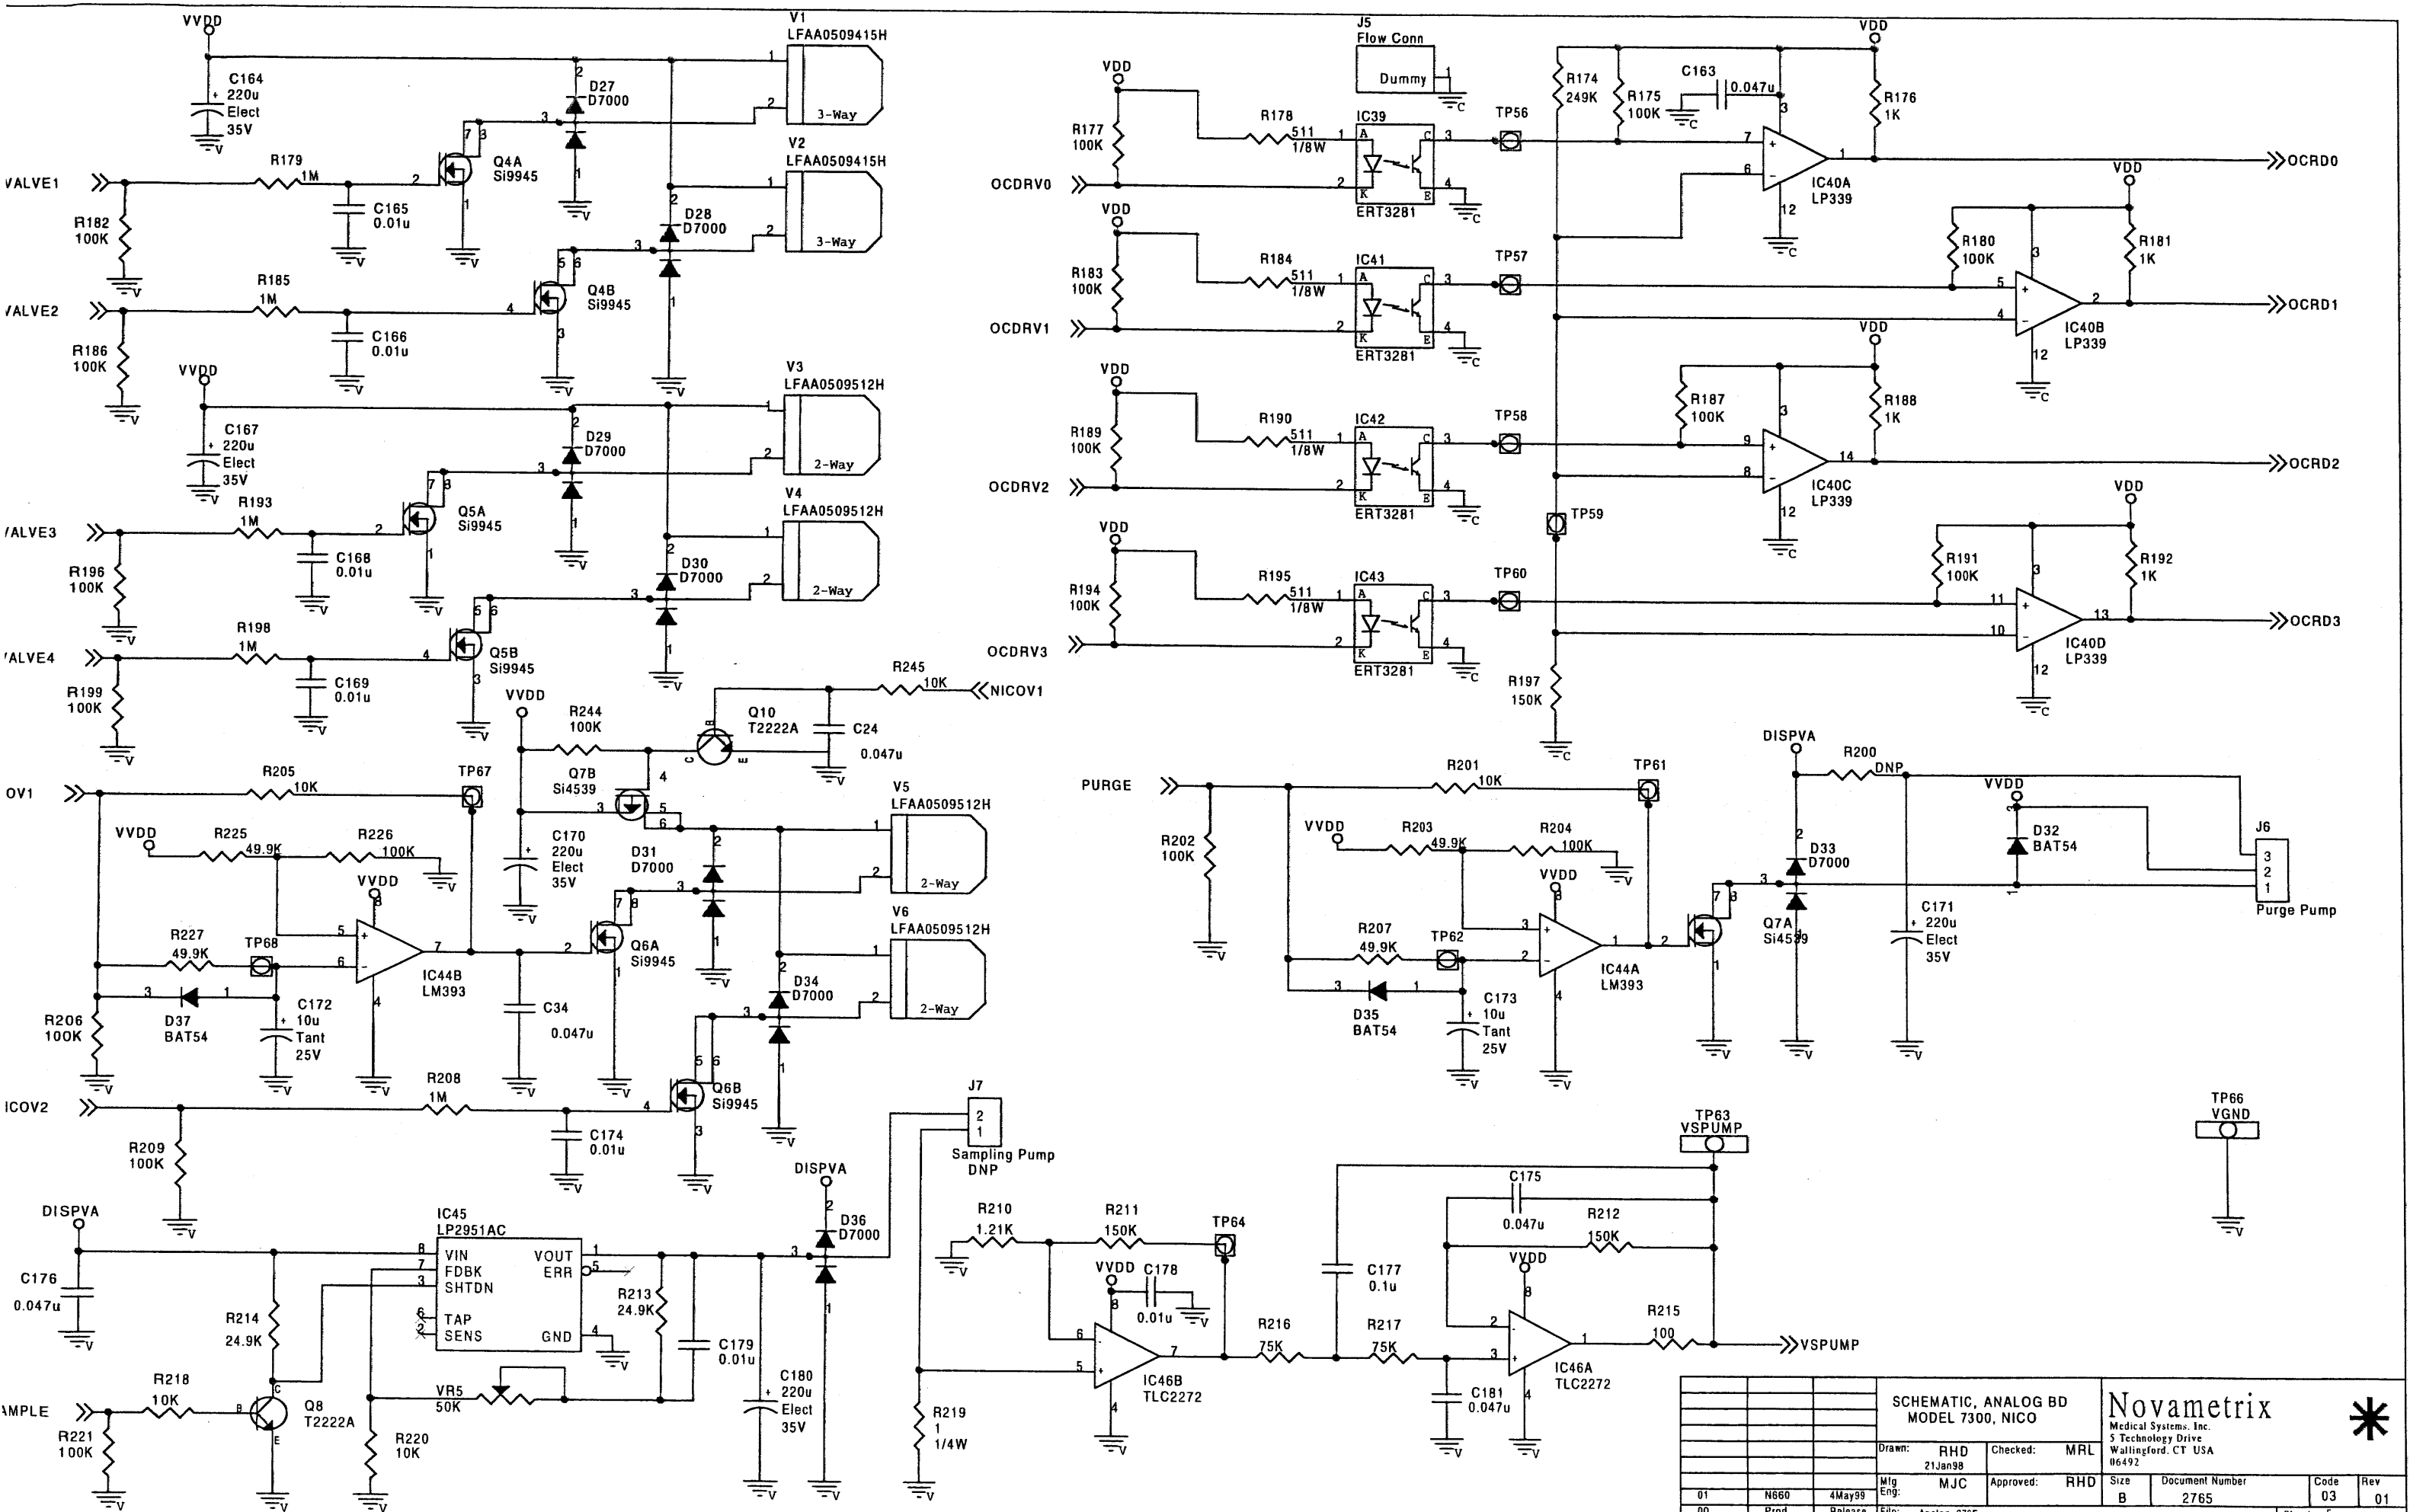 VVDD
C164
220u
Elect
35V
D27
D7000
V1
LFAA0509415H
3-Way
R179
1M
Q4A
Si9945
VALVE1
R182
100K
C165
0.01u
V2
LFAA0509415H
3-Way
D28
D7000
R185
1M
Q4B
Si9945
VALVE2
R186
100K
C166
0.01u
VVDD
C167
220u
Elect
35V
D29
D7000
V3
LFAA0509512H
2-Way
R193
1M
Q5A
Si9945
VALVE3
R196
100K
C168
0.01u
V4
LFAA0509512H
2-Way
D30
D7000
R198
1M
Q5B
Si9945
VALVE4
R199
100K
C169
0.01u
R245
10K
NICOV1
Q10
T2222A
C24
0.047u
VVDD
R244
100K
Q7B
Si4539
C170
220u
Elect
35V
D31
D7000
V5
LFAA0509512H
2-Way
OV1
R205
10K
TP67
VVDD
R225
49.9K
R226
100K
VVDD
R227
49.9K
TP68
IC44B
LM393
D37
BAT54
R206
100K
C172
10u
Tant
25V
C34
0.047u
Q6A
Si9945
V6
LFAA0509512H
2-Way
D34
D7000
Q6B
Si9945
ICOV2
R208
1M
R209
100K
C174
0.01u
J7
2
1
Sampling Pump
DNP
DISPVA
C176
0.047u
IC45
LP2951AC
VIN
FDBK
SHTDN
TAP
SENS
VOUT
ERR
GND
R214
24.9K
R213
24.9K
C179
0.01u
DISPVA
D36
D7000
C180
220u
Elect
35V
AMPLE
R218
10K
R221
100K
Q8
T2222A
VR5
50K
R220
10K
J5
Flow Conn
Dummy
VDD
R177
100K
R178
511
1/8W
IC39
ERT3281
TP56
OCDRV0
R174
249K
R175
100K
C163
0.047u
VDD
R176
1K
IC40A
LP339
OCRD0
VDD
R183
100K
R184
511
1/8W
IC41
ERT3281
TP57
OCDRV1
VDD
R180
100K
R181
1K
IC40B
LP339
OCRD1
VDD
R189
100K
R190
511
1/8W
IC42
ERT3281
TP58
OCDRV2
VDD
R187
100K
R188
1K
IC40C
LP339
OCRD2
TP59
VDD
R194
100K
R195
511
1/8W
IC43
ERT3281
TP60
OCDRV3
VDD
R191
100K
R192
1K
IC40D
LP339
OCRD3
R197
150K
PURGE
R201
10K
TP61
R202
100K
VVDD
R203
49.9K
R204
100K
VVDD
R207
49.9K
TP62
IC44A
LM393
D35
BAT54
C173
10u
Tant
25V
DISPVA
R200
DNP
VVDD
D32
BAT54
D33
D7000
Q7A
Si4539
C171
220u
Elect
35V
J6
3
2
1
Purge Pump
TP63
VSPUMP
TP66
VGND
R210
1.21K
R211
150K
TP64
VVDD
C178
0.01u
IC46B
TLC2272
R219
1
1/4W
R216
75K
C177
0.1u
R217
75K
C181
0.047u
C175
0.047u
R212
150K
VVDD
IC46A
TLC2272
R215
100
VSPUMP
SCHEMATIC, ANALOG BD
MODEL 7300, NICO
Novametrix
Medical Systems, Inc.
5 Technology Drive
Wallingford, CT USA
06492
Drawn: RHD
21Jan98
Checked: MRL
Mfg Eng: MJC
Approved: RHD
Size
B
Document Number
2765
Code
03
Rev
01
01 N660 4May99
00 Prod Release
File: